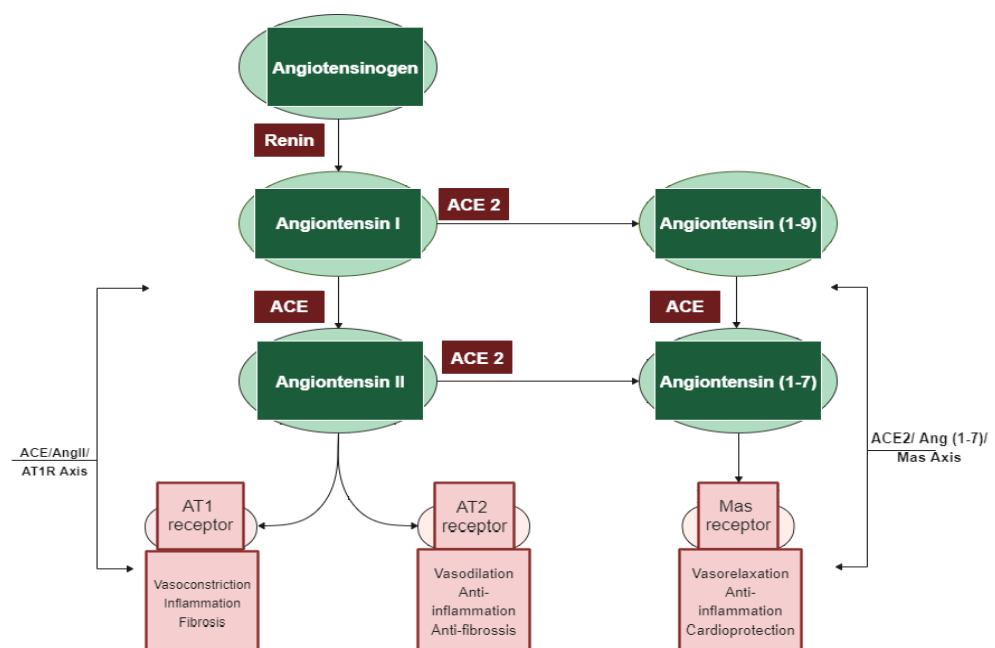 Angiotensinogen
Renin
Angiontensin I
ACE 2
Angiontensin (1-9)
ACE
ACE
Angiontensin II
ACE 2
Angiontensin (1-7)
ACE/AngII/
AT1R Axis
ACE2/ Ang (1-7)/
Mas Axis
AT1
receptor
Vasoconstriction
Inflammation
Fibrosis
AT2
receptor
Vasodilation
Anti-
inflammation
Anti-fibrossis
Mas
receptor
Vasorelaxation
Anti-
inflammation
Cardioprotection